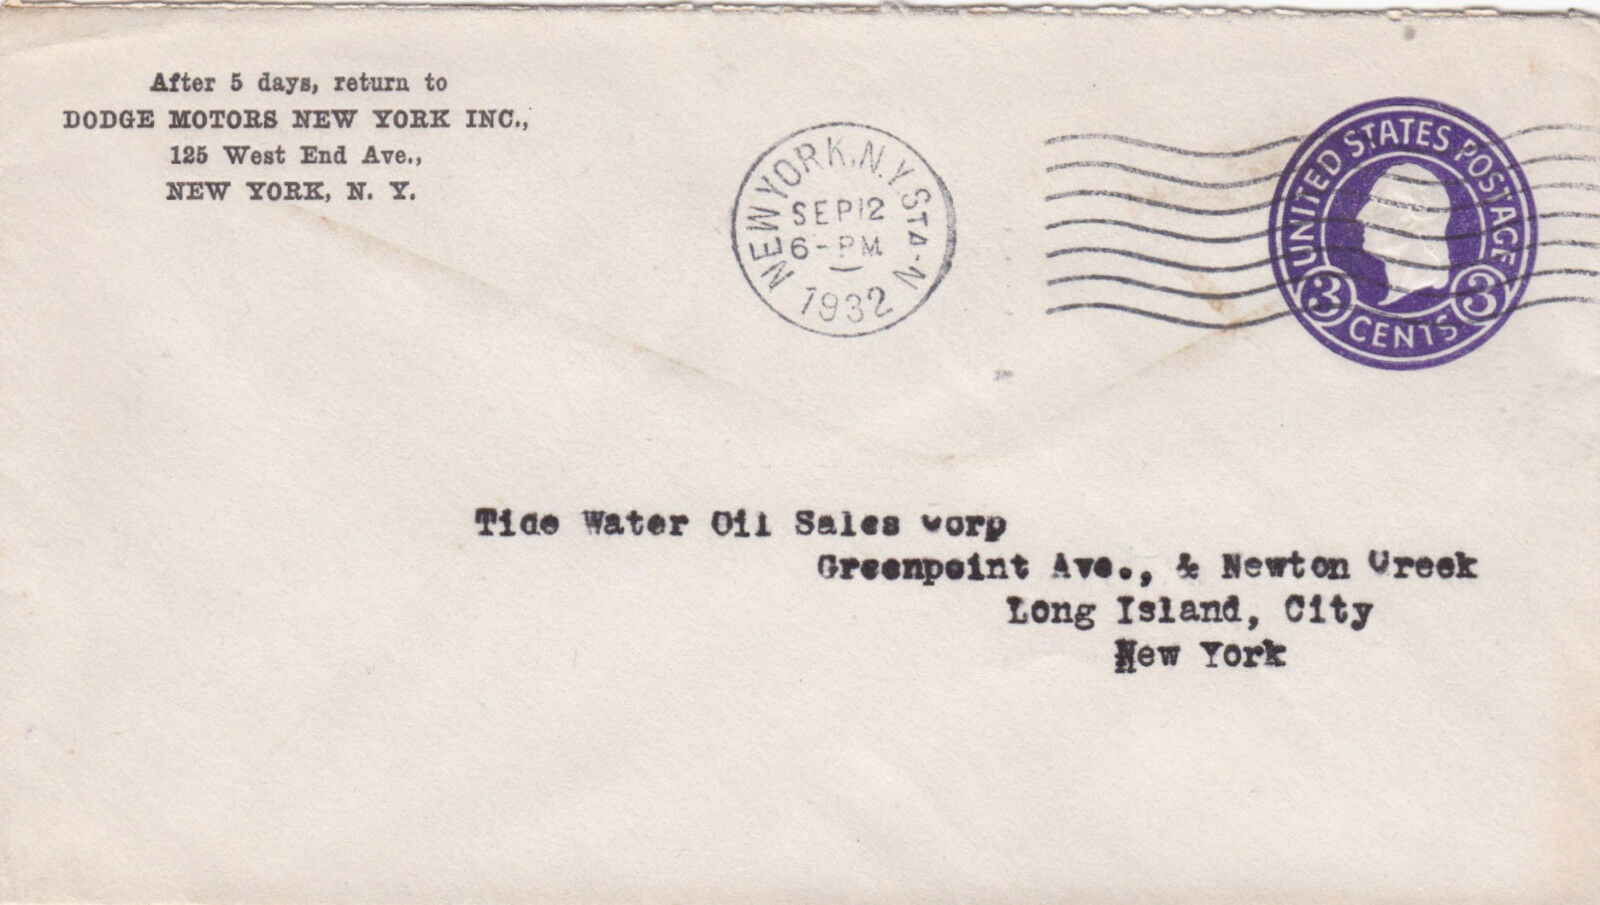 After 5 days, return to
DODGE MOTORS NEW YORK INC.,
125 West End Ave.,
NEW YORK, N. Y.
NEW YORK, N.Y. STA-N
SEP 12
6-PM
1932
UNITED STATES POSTAGE
3 3
CENTS
Tide Water Oil Sales Corp
Greenpoint Ave., & Newton Creek
Long Island, City
New York